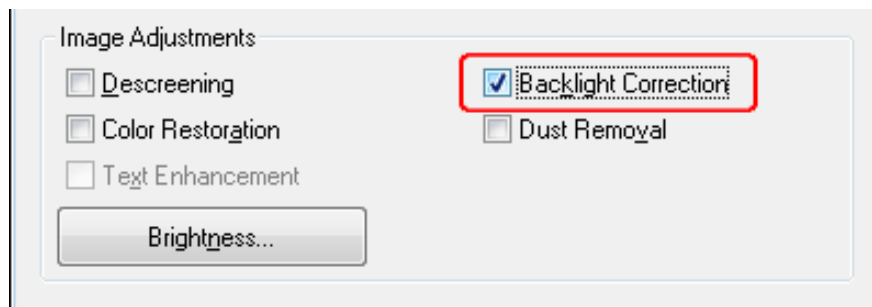 Image Adjustments
Descreening
Backlight Correction
Color Restoration
Dust Removal
Text Enhancement
Brightness...